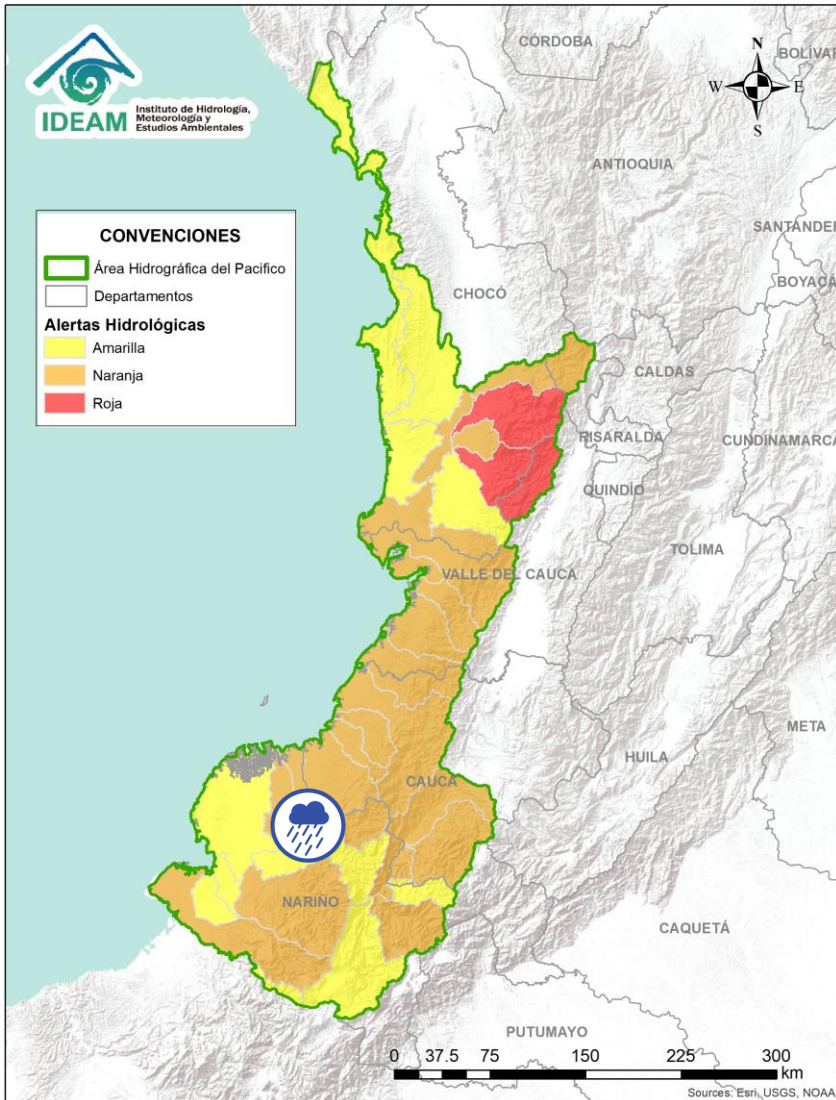 IDEAM
Instituto de Hidrología,
Meteorología y
Estudios Ambientales
N
W
E
S
CÓRDOBA
BOLÍVAR
ANTIOQUIA
SANTANDER
BOYACÁ
CHOCÓ
CALDAS
RISARALDA
CUNDINAMARCA
QUINDÍO
TOLIMA
VALLE DEL CAUCA
META
HUILA
CAUCA
NARIÑO
CAQUETÁ
PUTUMAYO
CONVENCIONES
Área Hidrográfica del Pacifico
Departamentos
Alertas Hidrológicas
Amarilla
Naranja
Roja
0 37.5 75 150 225 300
km
Sources: Esri, USGS, NOAA